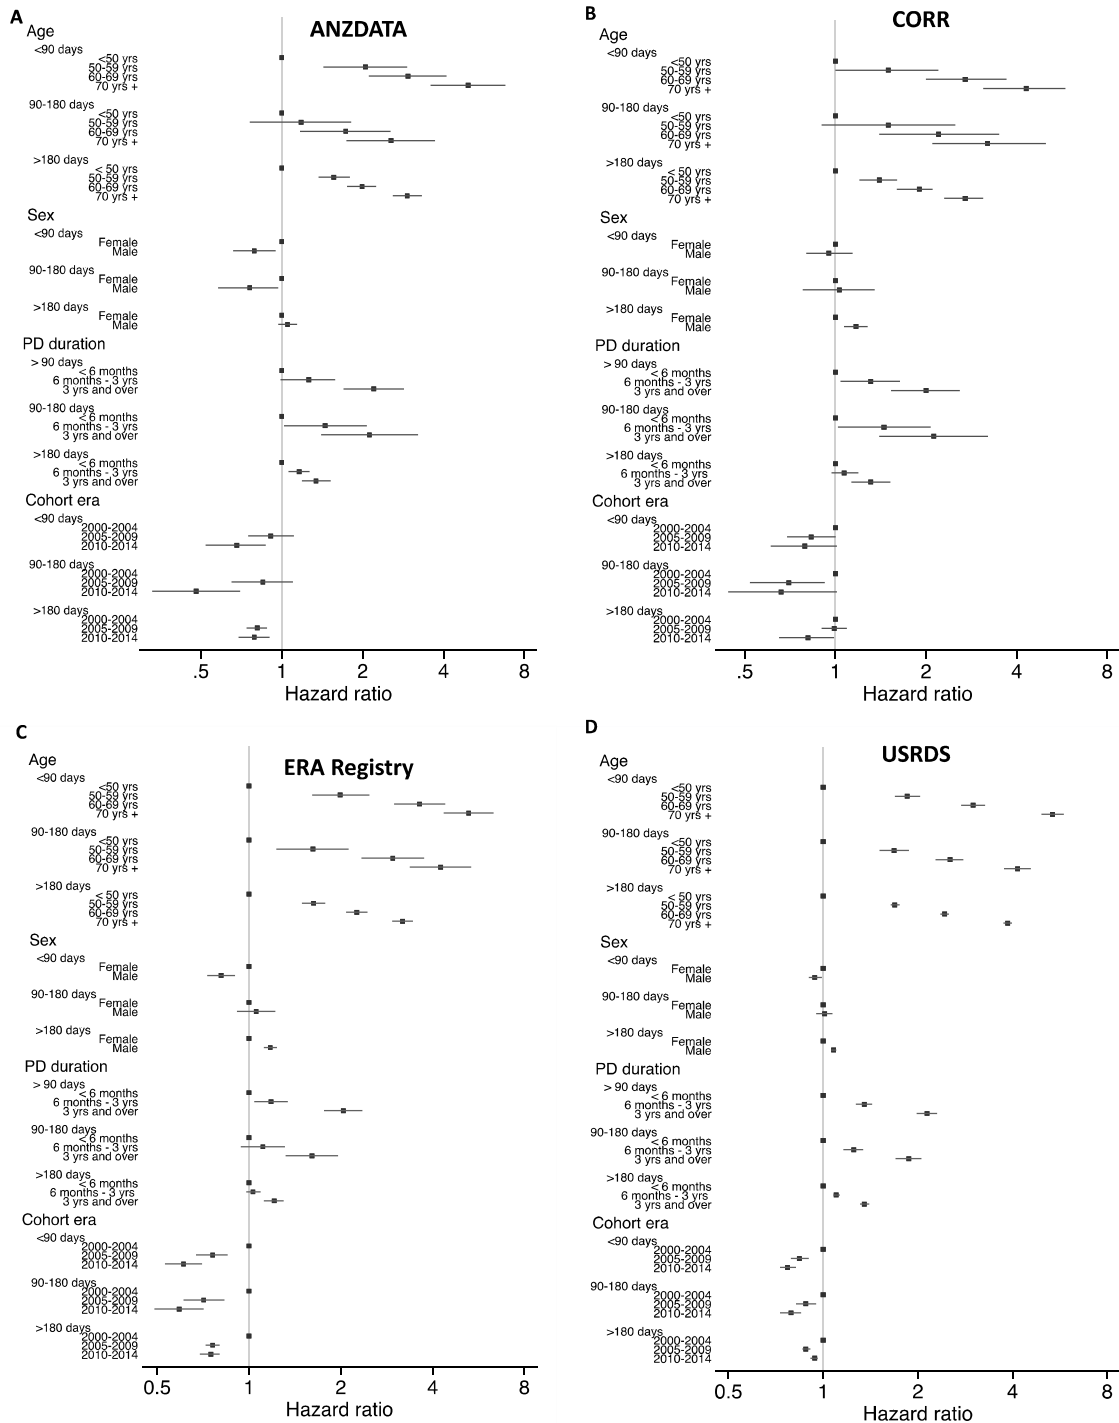 A
ANZDATA
Age
<90 days
<50 yrs
50-59 yrs
60-69 yrs
70 yrs +
90-180 days
<50 yrs
50-59 yrs
60-69 yrs
70 yrs +
>180 days
< 50 yrs
50-59 yrs
60-69 yrs
70 yrs +
Sex
<90 days
Female
Male
90-180 days
Female
Male
>180 days
Female
Male
PD duration
> 90 days
< 6 months
6 months - 3 yrs
3 yrs and over
90-180 days
< 6 months
6 months - 3 yrs
3 yrs and over
>180 days
< 6 months
6 months - 3 yrs
3 yrs and over
Cohort era
<90 days
2000-2004
2005-2009
2010-2014
90-180 days
2000-2004
2005-2009
2010-2014
>180 days
2000-2004
2005-2009
2010-2014
.5 1 2 4 8
Hazard ratio
B
CORR
Age
<90 days
<50 yrs
50-59 yrs
60-69 yrs
70 yrs +
90-180 days
<50 yrs
50-59 yrs
60-69 yrs
70 yrs +
>180 days
< 50 yrs
50-59 yrs
60-69 yrs
70 yrs +
Sex
<90 days
Female
Male
90-180 days
Female
Male
>180 days
Female
Male
PD duration
> 90 days
< 6 months
6 months - 3 yrs
3 yrs and over
90-180 days
< 6 months
6 months - 3 yrs
3 yrs and over
>180 days
< 6 months
6 months - 3 yrs
3 yrs and over
Cohort era
<90 days
2000-2004
2005-2009
2010-2014
90-180 days
2000-2004
2005-2009
2010-2014
>180 days
2000-2004
2005-2009
2010-2014
.5 1 2 4 8
Hazard ratio
C
ERA Registry
Age
<90 days
<50 yrs
50-59 yrs
60-69 yrs
70 yrs +
90-180 days
<50 yrs
50-59 yrs
60-69 yrs
70 yrs +
>180 days
< 50 yrs
50-59 yrs
60-69 yrs
70 yrs +
Sex
<90 days
Female
Male
90-180 days
Female
Male
>180 days
Female
Male
PD duration
> 90 days
< 6 months
6 months - 3 yrs
3 yrs and over
90-180 days
< 6 months
6 months - 3 yrs
3 yrs and over
>180 days
< 6 months
6 months - 3 yrs
3 yrs and over
Cohort era
<90 days
2000-2004
2005-2009
2010-2014
90-180 days
2000-2004
2005-2009
2010-2014
>180 days
2000-2004
2005-2009
2010-2014
0.5 1 2 4 8
Hazard ratio
D
USRDS
Age
<90 days
<50 yrs
50-59 yrs
60-69 yrs
70 yrs +
90-180 days
<50 yrs
50-59 yrs
60-69 yrs
70 yrs +
>180 days
< 50 yrs
50-59 yrs
60-69 yrs
70 yrs +
Sex
<90 days
Female
Male
90-180 days
Female
Male
>180 days
Female
Male
PD duration
> 90 days
< 6 months
6 months - 3 yrs
3 yrs and over
90-180 days
< 6 months
6 months - 3 yrs
3 yrs and over
>180 days
< 6 months
6 months - 3 yrs
3 yrs and over
Cohort era
<90 days
2000-2004
2005-2009
2010-2014
90-180 days
2000-2004
2005-2009
2010-2014
>180 days
2000-2004
2005-2009
2010-2014
0.5 1 2 4 8
Hazard ratio